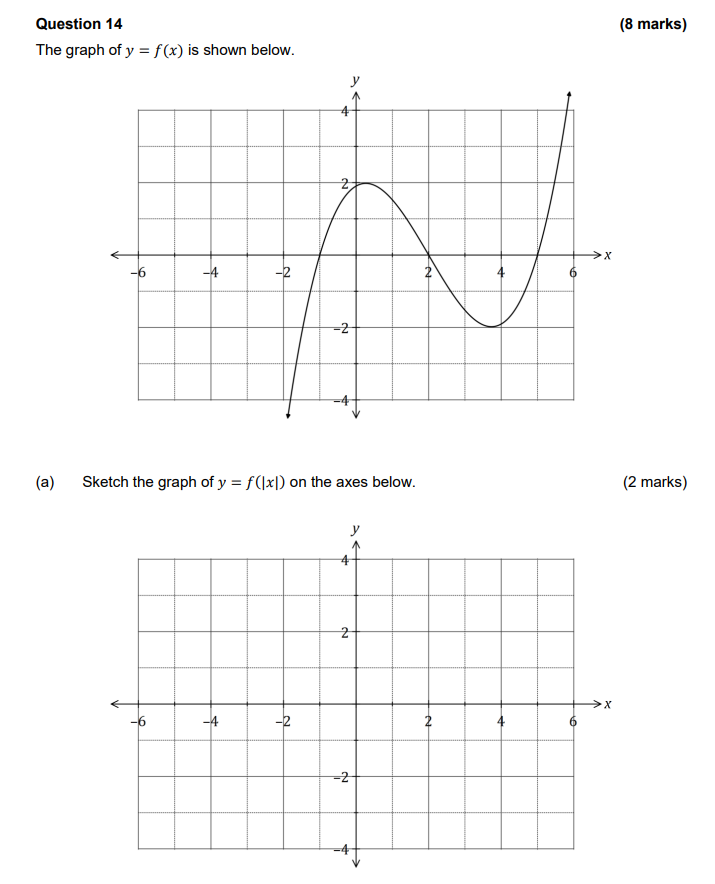 Question 14 (8 marks)
The graph of y = f(x) is shown below.
y
4
2
x
−6 −4 −2 2 4 6
−2
−4
(a) Sketch the graph of y = f(|x|) on the axes below. (2 marks)
y
4
2
x
−6 −4 −2 2 4 6
−2
−4